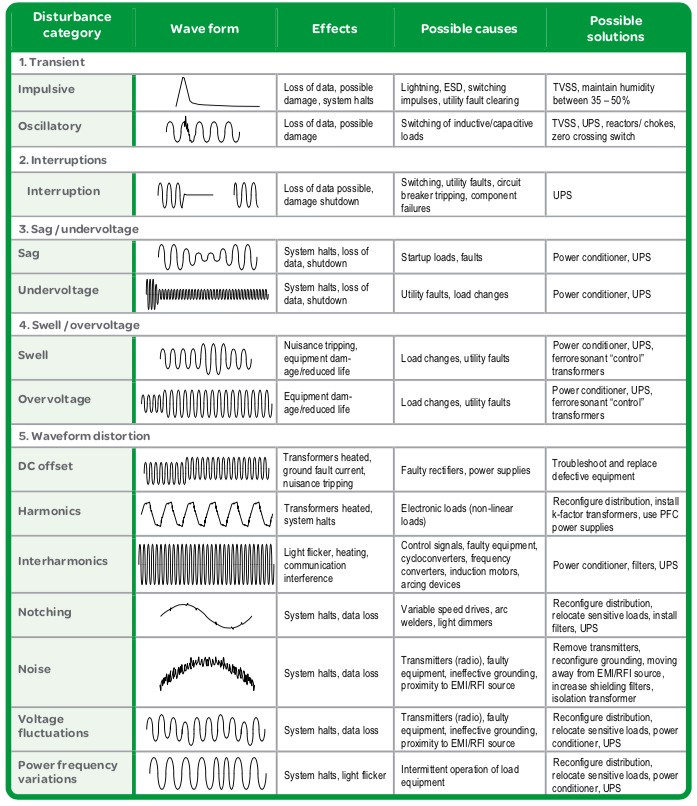 Disturbance category
Wave form
Effects
Possible causes
Possible solutions
1. Transient
Impulsive
Loss of data, possible
damage, system halts
Lightning, ESD, switching
impulses, utility fault clearing
TVSS, maintain humidity
between 35 – 50%
Oscillatory
Loss of data, possible
damage
Switching of inductive/capacitive
loads
TVSS, UPS, reactors/ chokes,
zero crossing switch
2. Interruptions
Interruption
Loss of data possible,
damage shutdown
Switching, utility faults, circuit
breaker tripping, component
failures
UPS
3. Sag / undervoltage
Sag
System halts, loss of
data, shutdown
Startup loads, faults
Power conditioner, UPS
Undervoltage
System halts, loss of
data, shutdown
Utility faults, load changes
Power conditioner, UPS
4. Swell / overvoltage
Swell
Nuisance tripping,
equipment dam-
age/reduced life
Load changes, utility faults
Power conditioner, UPS,
ferroresonant “control”
transformers
Overvoltage
Equipment dam-
age/reduced life
Load changes, utility faults
Power conditioner, UPS,
ferroresonant “control”
transformers
5. Waveform distortion
DC offset
Transformers heated,
ground fault current,
nuisance tripping
Faulty rectifiers, power supplies
Troubleshoot and replace
defective equipment
Harmonics
Transformers heated,
system halts
Electronic loads (non-linear
loads)
Reconfigure distribution, install
k-factor transformers, use PFC
power supplies
Interharmonics
Light flicker, heating,
communication
interference
Control signals, faulty equipment,
cycloconverters, frequency
converters, induction motors,
arcing devices
Power conditioner, filters, UPS
Notching
System halts, data loss
Variable speed drives, arc
welders, light dimmers
Reconfigure distribution,
relocate sensitive loads, install
filters, UPS
Noise
System halts, data loss
Transmitters (radio), faulty
equipment, ineffective grounding,
proximity to EMI/RFI source
Remove transmitters,
reconfigure grounding, moving
away from EMI/RFI source,
increase shielding filters,
isolation transformer
Voltage
fluctuations
System halts, data loss
Transmitters (radio), faulty
equipment, ineffective grounding,
proximity to EMI/RFI source
Reconfigure distribution,
relocate sensitive loads, power
conditioner, UPS
Power frequency
variations
System halts, light flicker
Intermittent operation of load
equipment
Reconfigure distribution,
relocate sensitive loads, power
conditioner, UPS